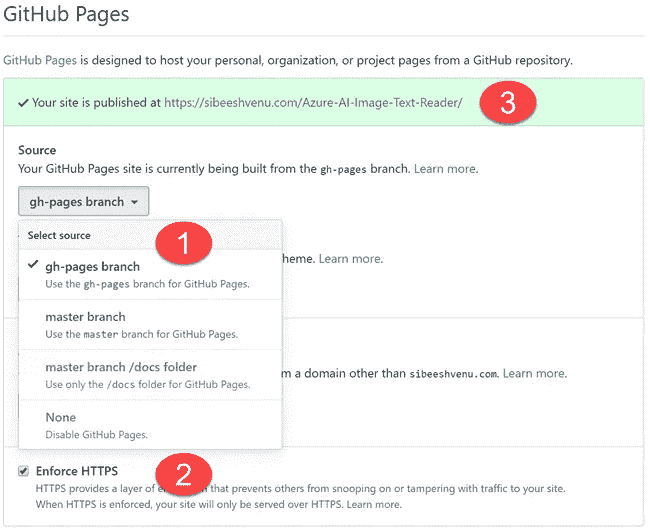 GitHub Pages
GitHub Pages is designed to host your personal, organization, or project pages from a GitHub repository.
✓ Your site is published at https://sibeeshvenu.com/Azure-AI-Image-Text-Reader/
3
Source
Your GitHub Pages site is currently being built from the gh-pages branch. Learn more.
gh-pages branch
Select source
1
✓ gh-pages branch
heme. Learn more.
Use the gh-pages branch for GitHub Pages.
master branch
Use the master branch for GitHub Pages.
master branch /docs folder
m a domain other than sibeeshvenu.com. Learn more.
Use only the /docs folder for GitHub Pages.
None
Disable GitHub Pages.
Enforce HTTPS
2
HTTPS provides a layer of that prevents others from snooping on or tampering with traffic to your site.
When HTTPS is enforced, your site will only be served over HTTPS. Learn more.